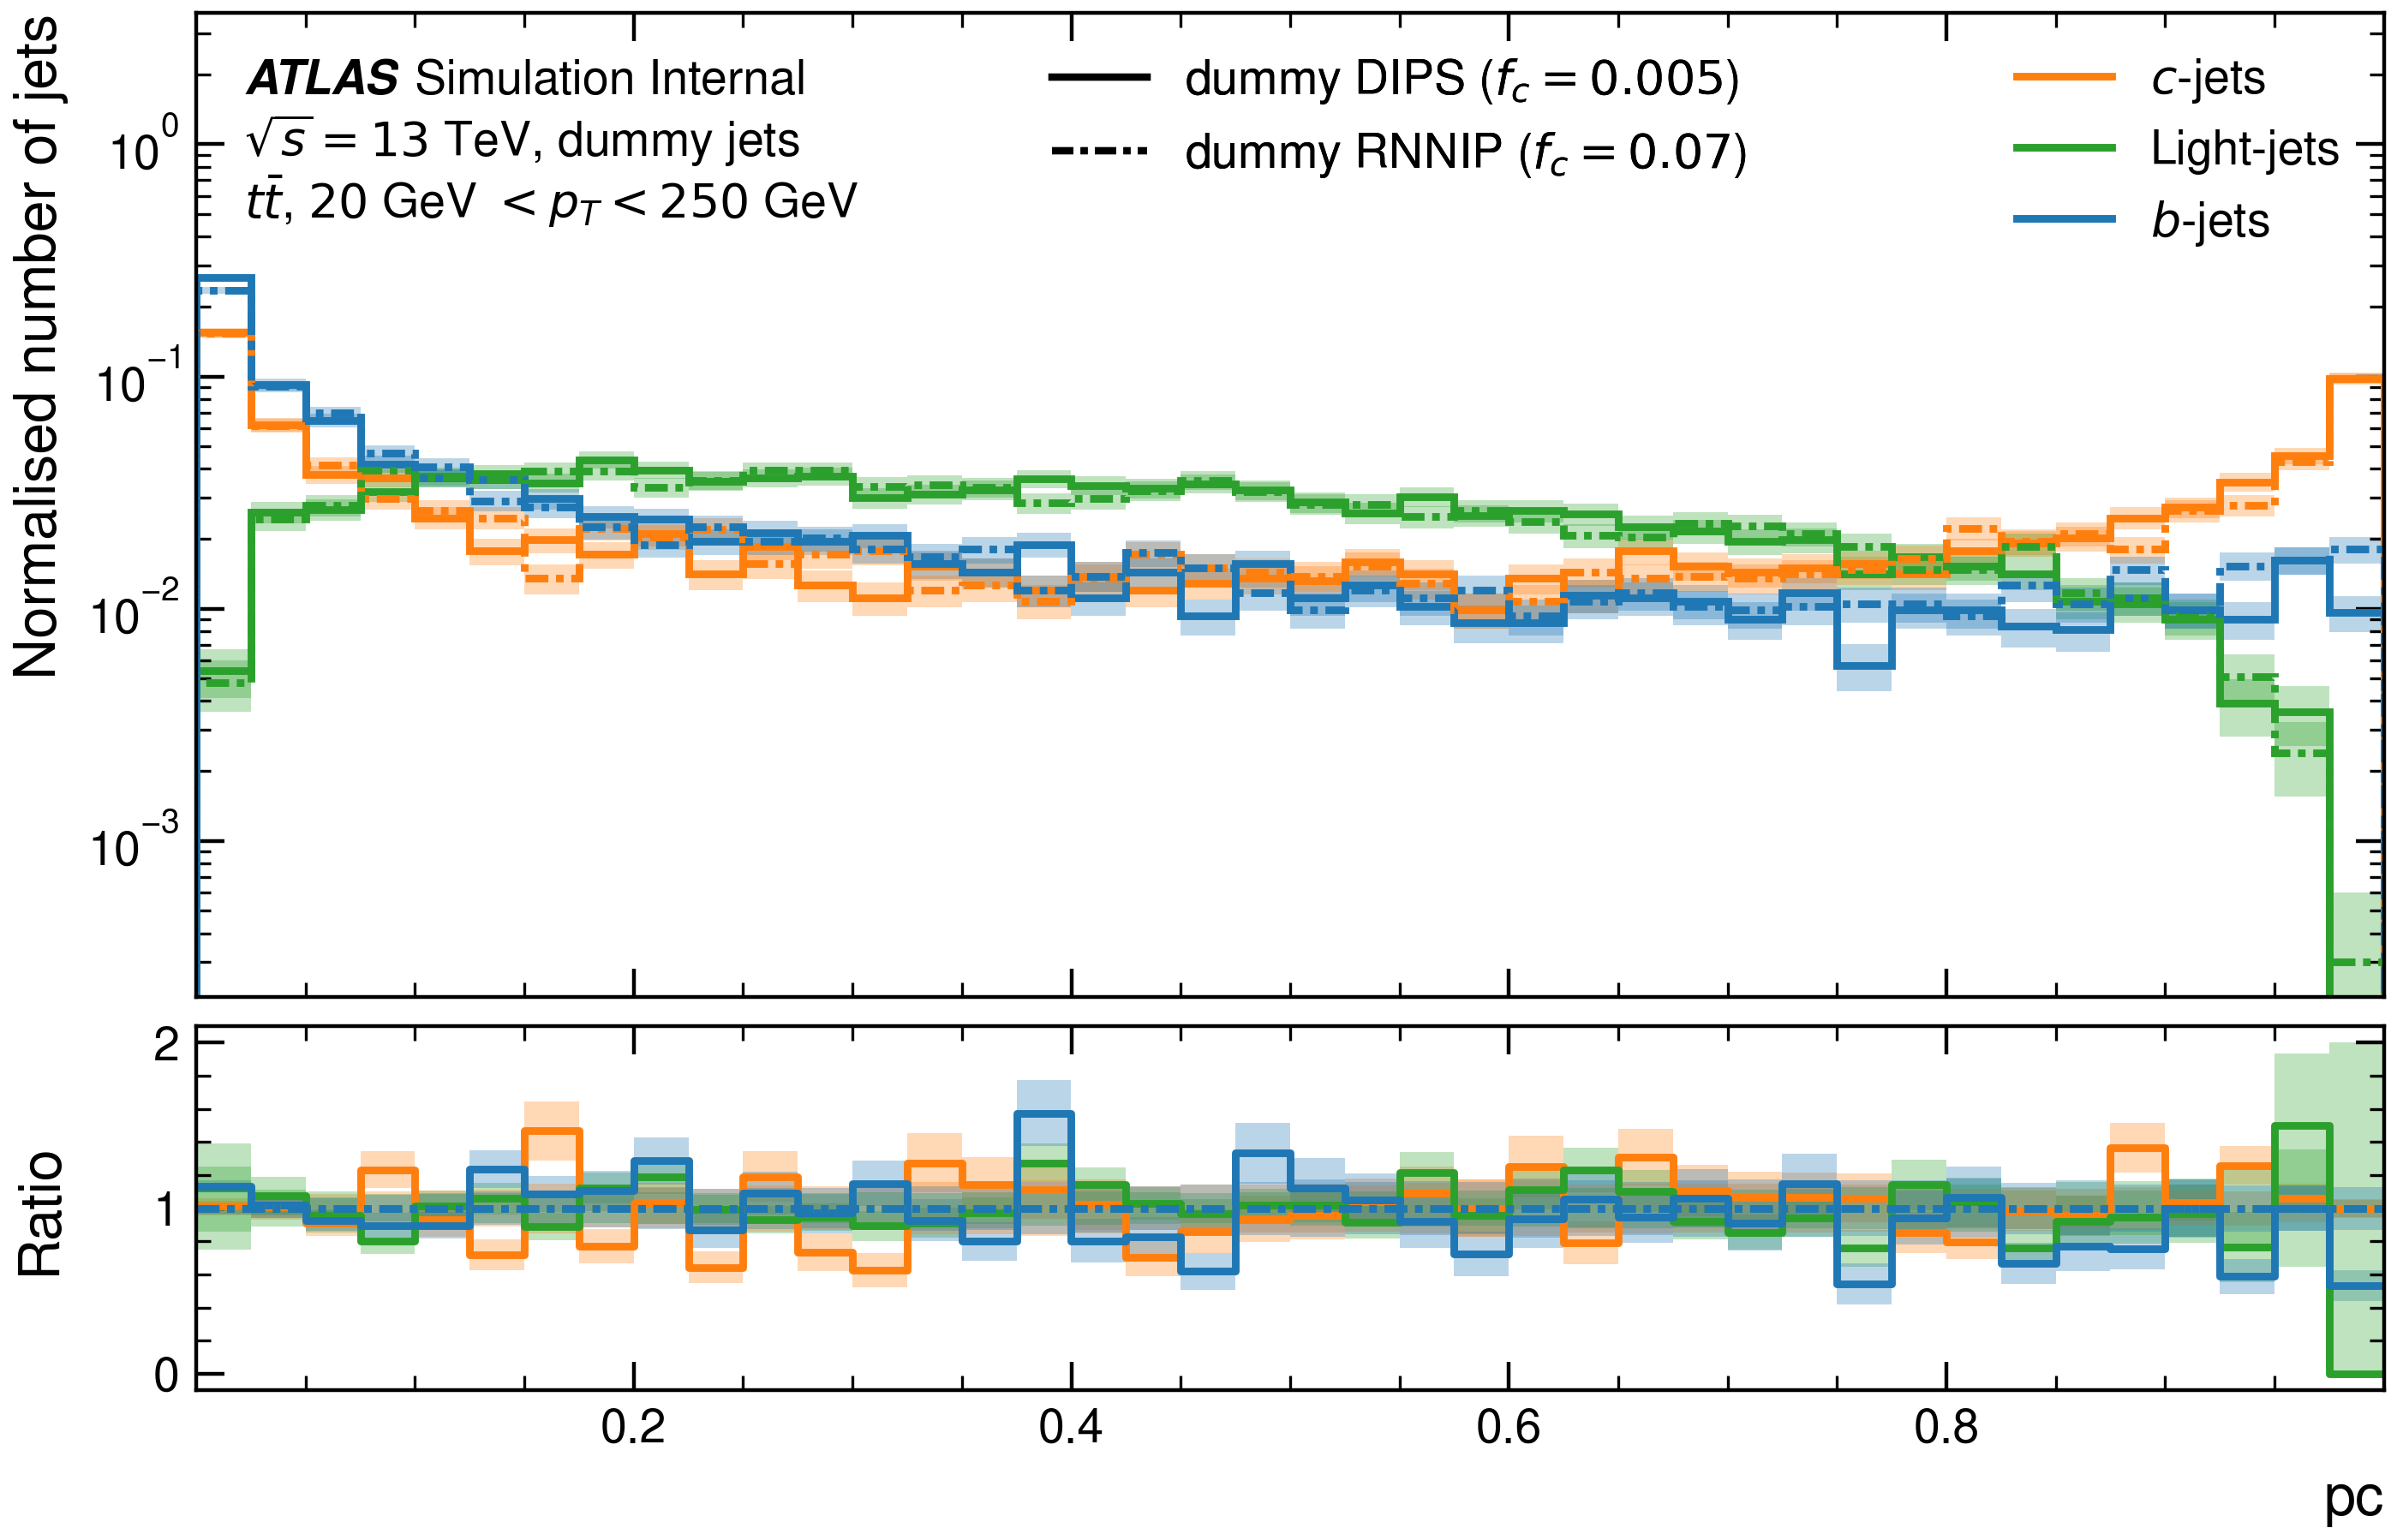 Normalised number of jets
ATLAS Simulation Internal
√s = 13 TeV, dummy jets
tt̄, 20 GeV < p_T < 250 GeV
dummy DIPS (f_c = 0.005)
dummy RNNIP (f_c = 0.07)
c-jets
Light-jets
b-jets
10⁰
10⁻¹
10⁻²
10⁻³
Ratio
2
1
0
0.2 0.4 0.6 0.8
pc